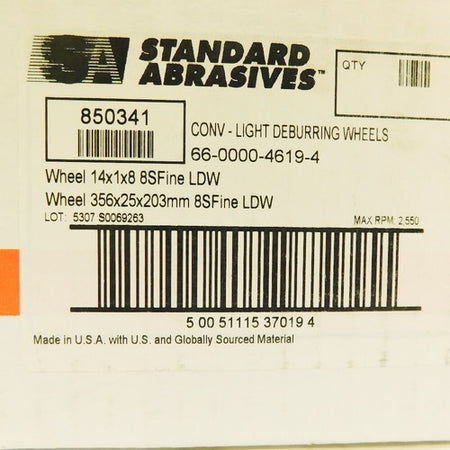 SA STANDARD
ABRASIVES™
QTY
850341
CONV - LIGHT DEBURRING WHEELS
66-0000-4619-4
Wheel 14x1x8 8SFine LDW
Wheel 356x25x203mm 8SFine LDW
LOT: 5307 S0069263
MAX RPM: 2,550
5 00 51115 37019 4
Made in U.S.A. with U.S. and Globally Sourced Material